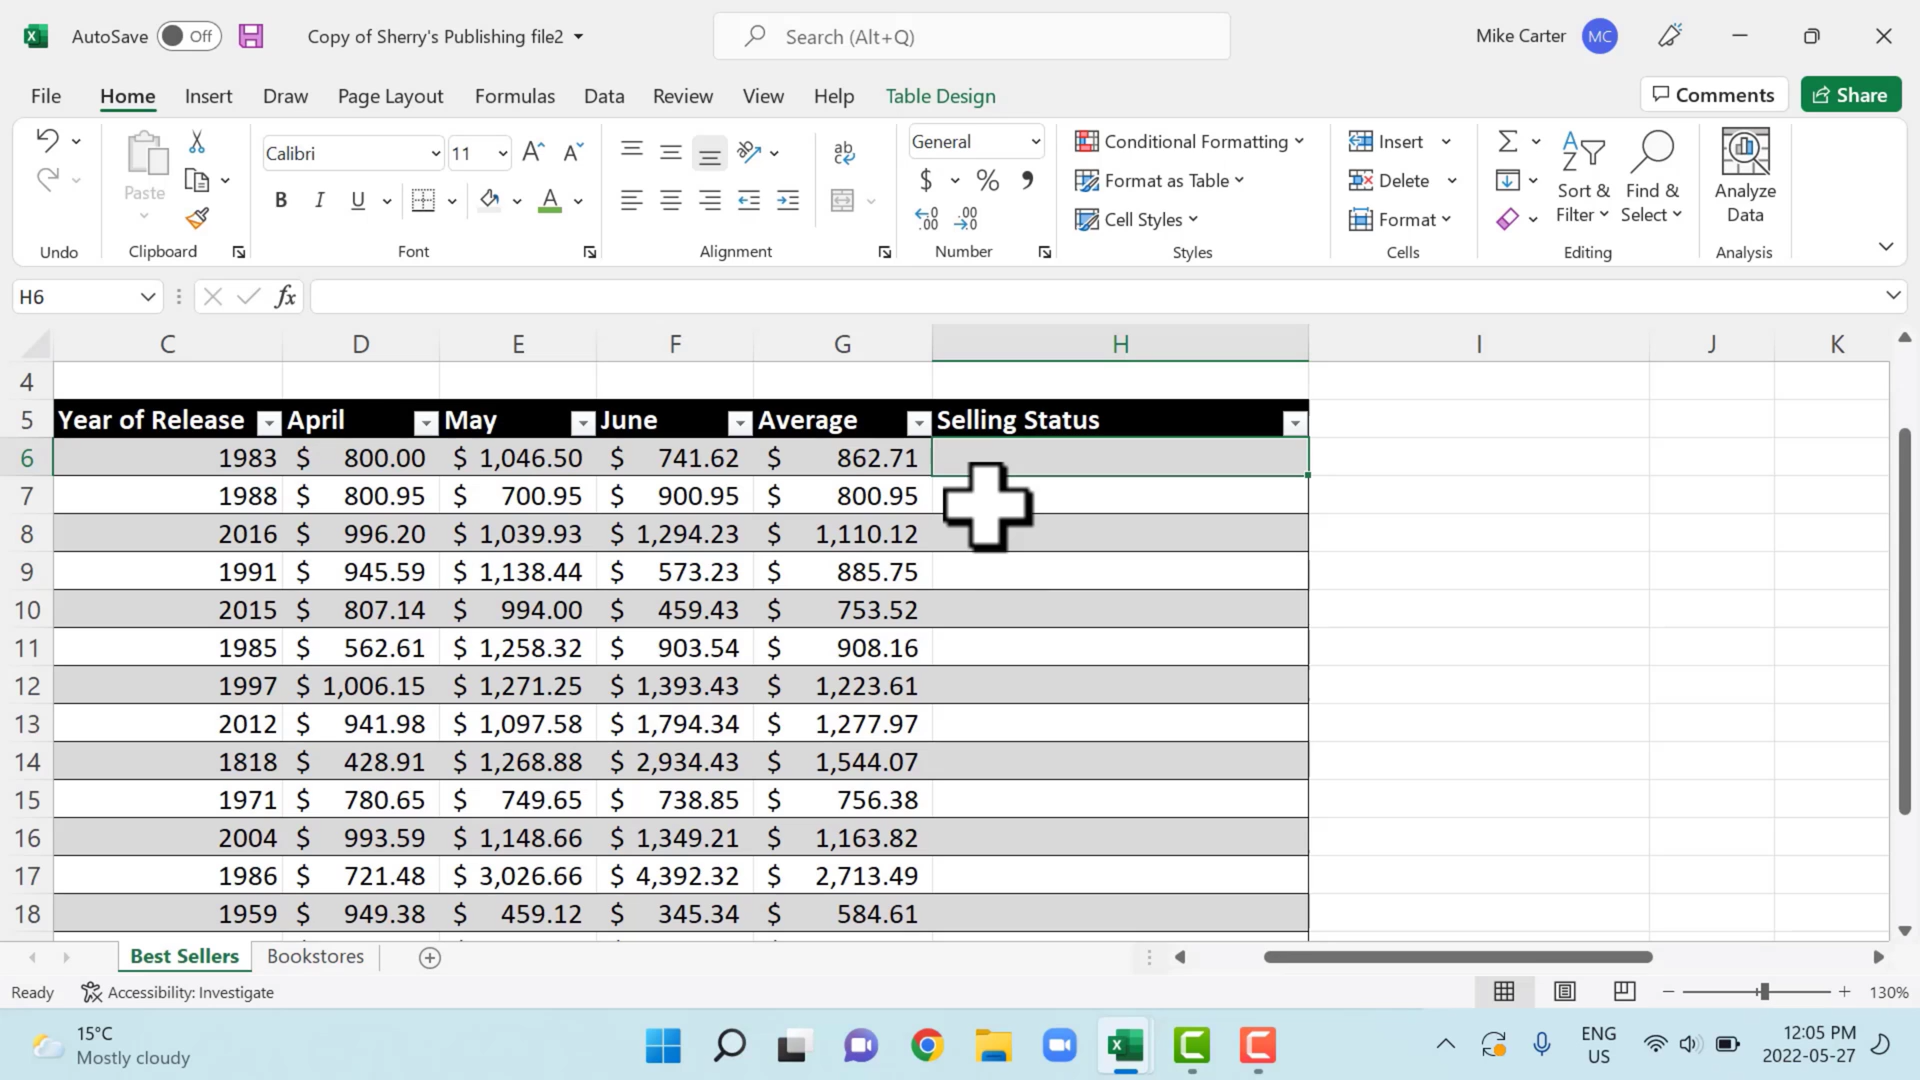 AutoSave Off Copy of Sherry's Publishing file2 Search (Alt+Q) Mike Carter MC
File Home Insert Draw Page Layout Formulas Data Review View Help Table Design Comments Share
Calibri 11 ab General Conditional Formatting Insert
Paste $ % Format as Table Delete Sort & Find & Analyze
B I U A Cell Styles Format Filter Select Data
Undo Clipboard Font Alignment Number Styles Cells Editing Analysis
H6 fx
C D E F G H I J K
4
5 Year of Release April May June Average Selling Status
6 1983 $ 800.00 $ 1,046.50 $ 741.62 $ 862.71
7 1988 $ 800.95 $ 700.95 $ 900.95 $ 800.95
8 2016 $ 996.20 $ 1,039.93 $ 1,294.23 $ 1,110.12
9 1991 $ 945.59 $ 1,138.44 $ 573.23 $ 885.75
10 2015 $ 807.14 $ 994.00 $ 459.43 $ 753.52
11 1985 $ 562.61 $ 1,258.32 $ 903.54 $ 908.16
12 1997 $ 1,006.15 $ 1,271.25 $ 1,393.43 $ 1,223.61
13 2012 $ 941.98 $ 1,097.58 $ 1,794.34 $ 1,277.97
14 1818 $ 428.91 $ 1,268.88 $ 2,934.43 $ 1,544.07
15 1971 $ 780.65 $ 749.65 $ 738.85 $ 756.38
16 2004 $ 993.59 $ 1,148.66 $ 1,349.21 $ 1,163.82
17 1986 $ 721.48 $ 3,026.66 $ 4,392.32 $ 2,713.49
18 1959 $ 949.38 $ 459.12 $ 345.34 $ 584.61
Best Sellers Bookstores
Ready Accessibility: Investigate 130%
15°C ENG 12:05 PM
Mostly cloudy US 2022-05-27